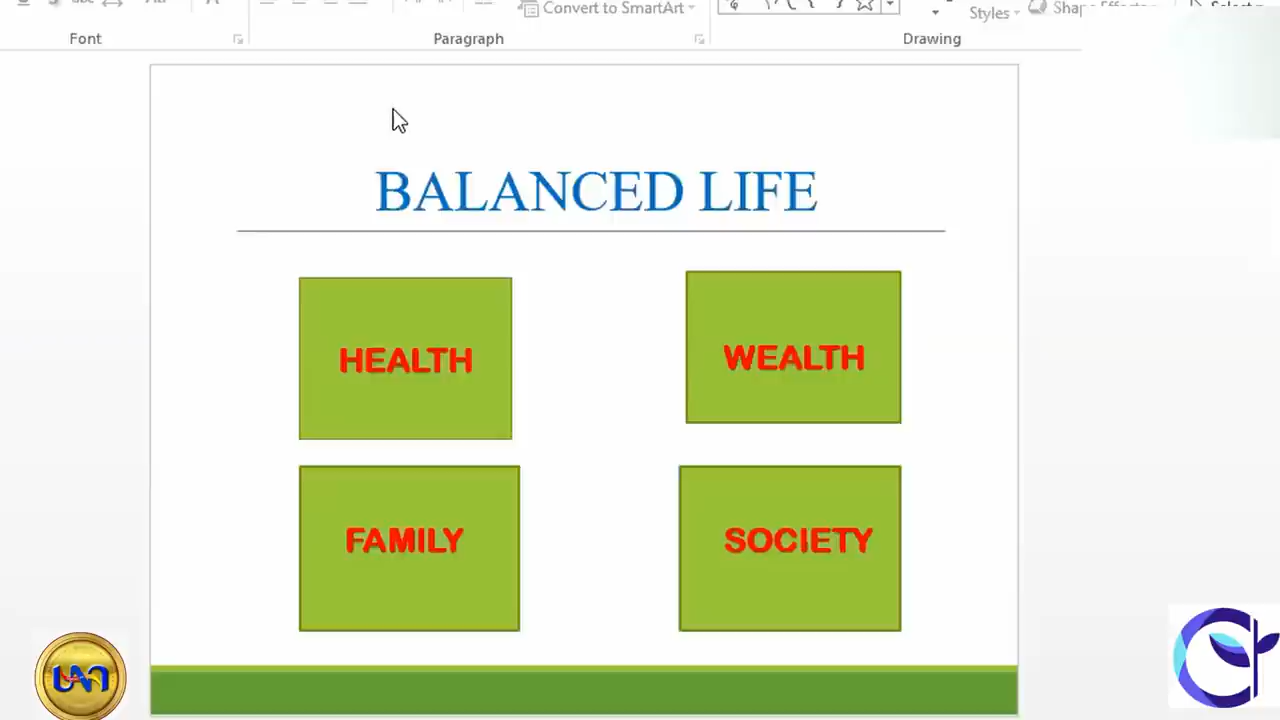 Convert to SmartArt
Styles
Font
Paragraph
Drawing
BALANCED LIFE
HEALTH
WEALTH
FAMILY
SOCIETY